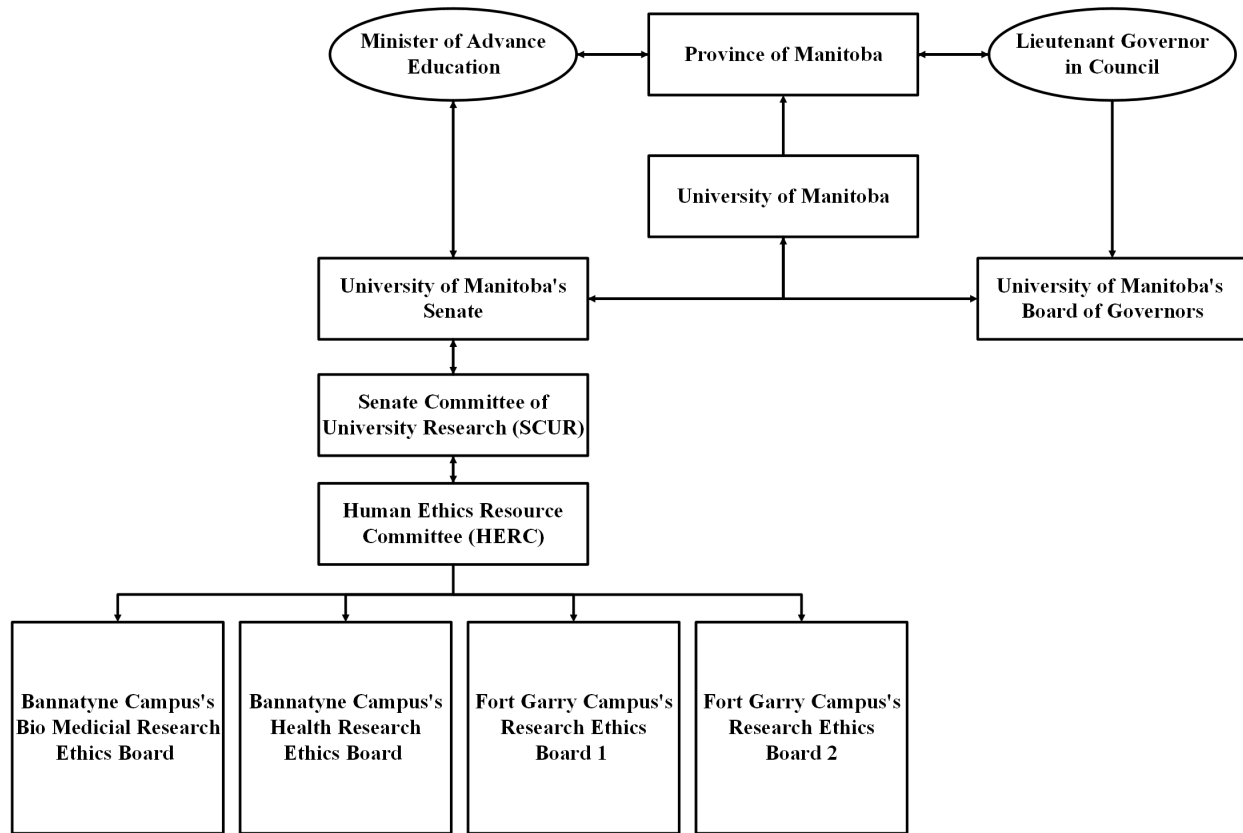 Minister of Advance
Education
Province of Manitoba
Lieutenant Governor
in Council
University of Manitoba
University of Manitoba's
Senate
University of Manitoba's
Board of Governors
Senate Committee of
University Research (SCUR)
Human Ethics Resource
Committee (HERC)
Bannatyne Campus's
Bio Medicial Research
Ethics Board
Bannatyne Campus's
Health Research
Ethics Board
Fort Garry Campus's
Research Ethics
Board 1
Fort Garry Campus's
Research Ethics
Board 2